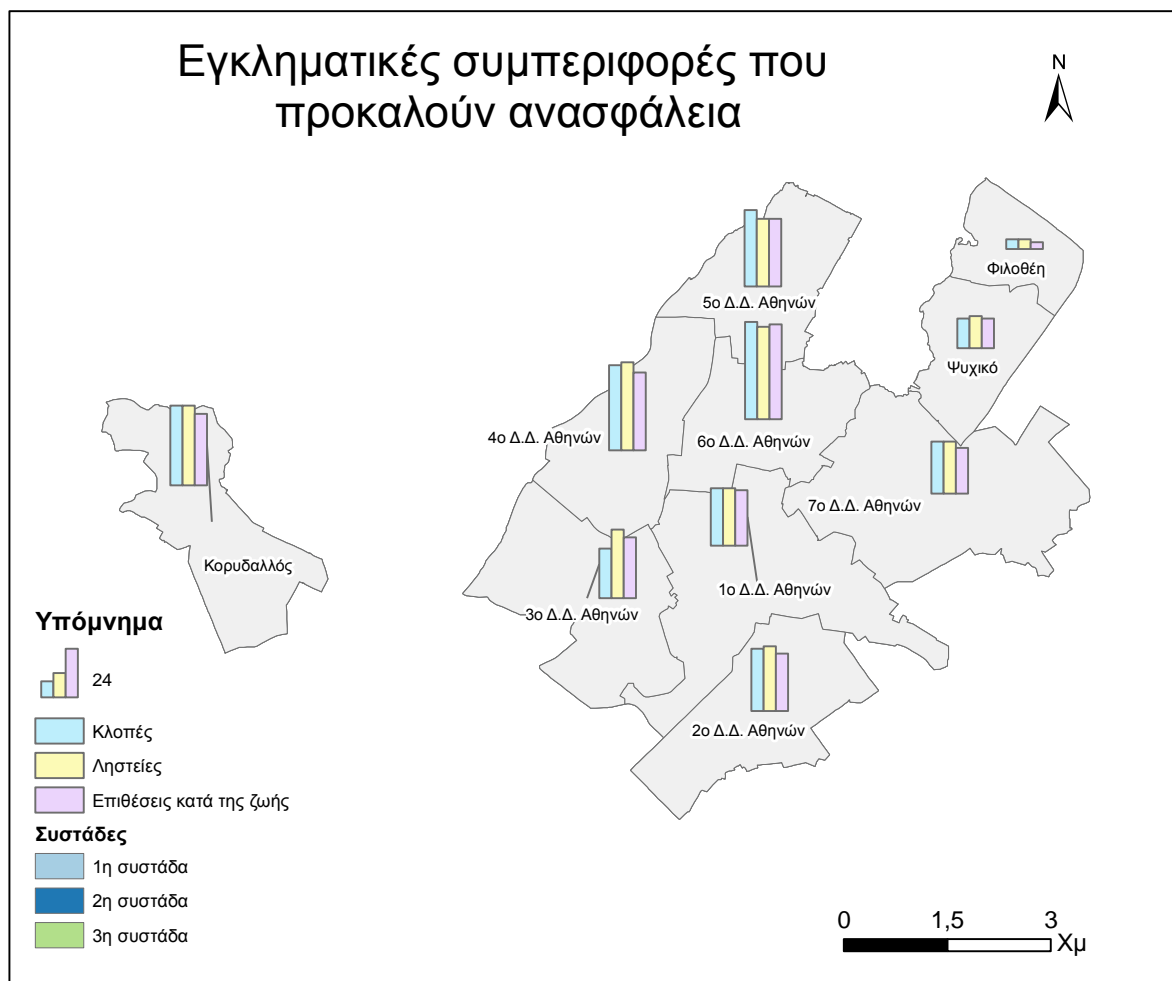 Εγκληματικές συμπεριφορές που
προκαλούν ανασφάλεια
N
Φιλοθέη
5ο Δ.Δ. Αθηνών
Ψυχικό
4ο Δ.Δ. Αθηνών
6ο Δ.Δ. Αθηνών
7ο Δ.Δ. Αθηνών
Κορυδαλλός
1ο Δ.Δ. Αθηνών
3ο Δ.Δ. Αθηνών
2ο Δ.Δ. Αθηνών
Υπόμνημα
24
Κλοπές
Ληστείες
Επιθέσεις κατά της ζωής
Συστάδες
1η συστάδα
2η συστάδα
3η συστάδα
0 1,5 3
Χμ